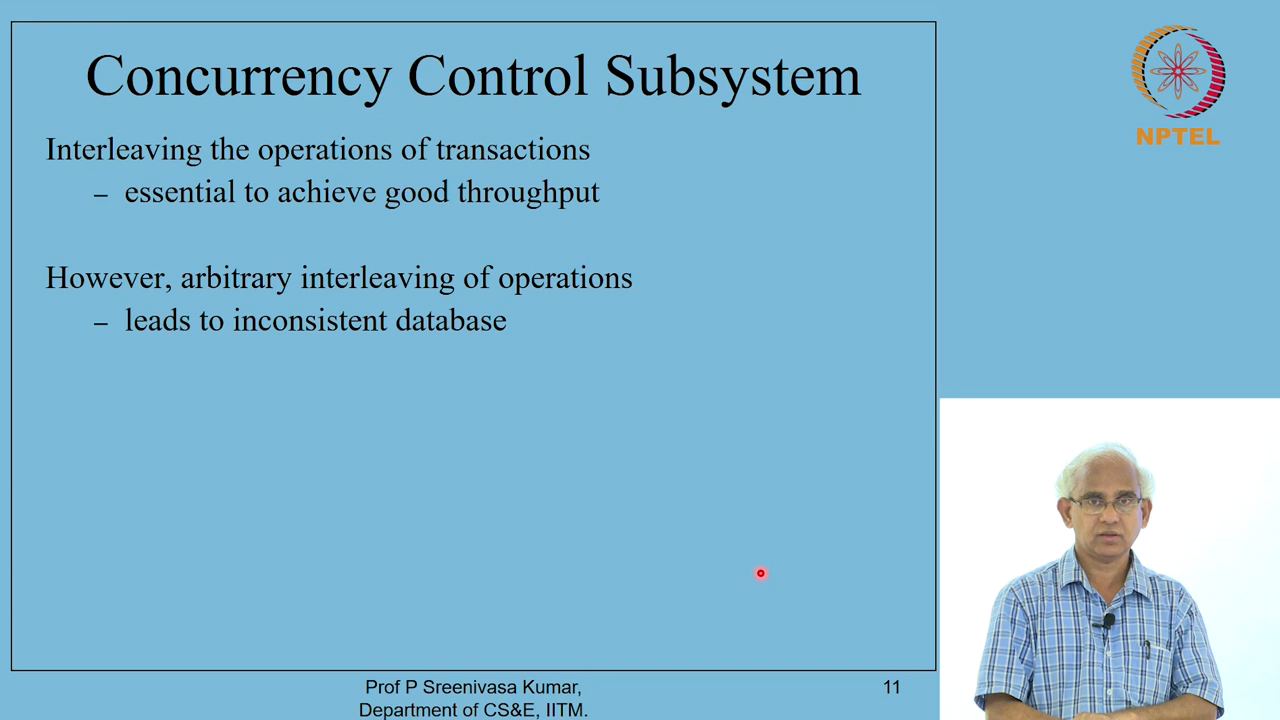 Concurrency Control Subsystem
NPTEL
Interleaving the operations of transactions
– essential to achieve good throughput
However, arbitrary interleaving of operations
– leads to inconsistent database
Prof P Sreenivasa Kumar,
Department of CS&E, IITM.
11